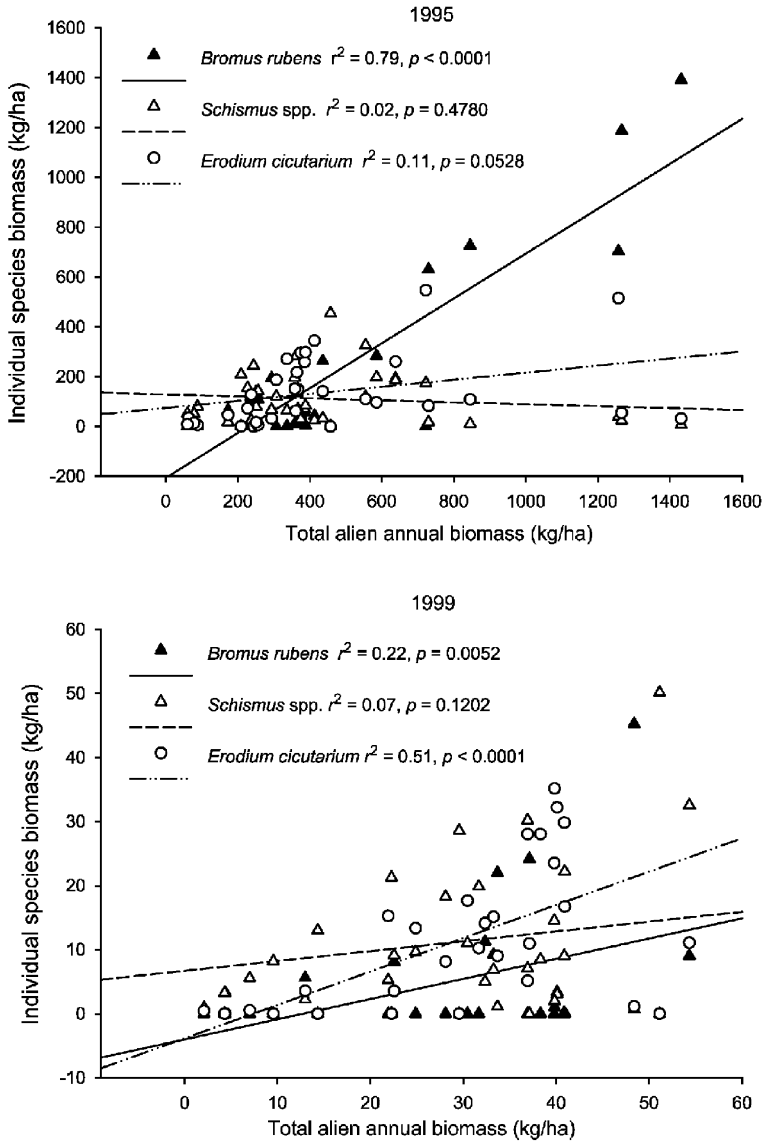 1995
1600
1400
1200
1000
800
600
400
200
0
-200
Individual species biomass (kg/ha)
Bromus rubens r² = 0.79, p < 0.0001
Schismus spp. r² = 0.02, p = 0.4780
Erodium cicutarium r² = 0.11, p = 0.0528
0 200 400 600 800 1000 1200 1400 1600
Total alien annual biomass (kg/ha)
1999
60
50
40
30
20
10
0
-10
Individual species biomass (kg/ha)
Bromus rubens r² = 0.22, p = 0.0052
Schismus spp. r² = 0.07, p = 0.1202
Erodium cicutarium r² = 0.51, p < 0.0001
0 10 20 30 40 50 60
Total alien annual biomass (kg/ha)